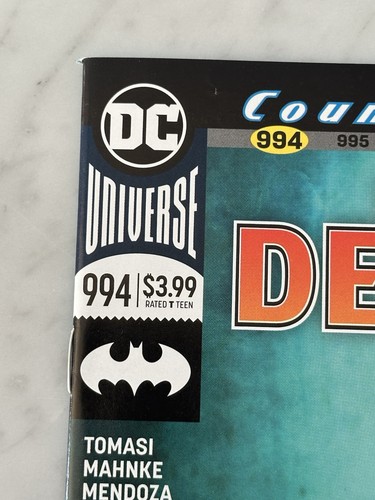 DC
Coun
994 995
UNIVERSE
DE
994 $3.99
RATED T TEEN
TOMASI
MAHNKE
MENDOZA